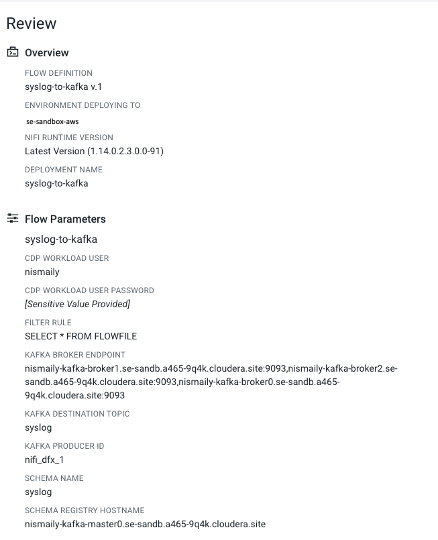 Review
Overview
FLOW DEFINITION
syslog-to-kafka v.1
ENVIRONMENT DEPLOYING TO
se-sandbox-aws
NIFI RUNTIME VERSION
Latest Version (1.14.0.2.3.0.0-91)
DEPLOYMENT NAME
syslog-to-kafka
Flow Parameters
syslog-to-kafka
CDP WORKLOAD USER
nismaily
CDP WORKLOAD USER PASSWORD
[Sensitive Value Provided]
FILTER RULE
SELECT * FROM FLOWFILE
KAFKA BROKER ENDPOINT
nismaily-kafka-broker1.se-sandb.a465-9q4k.cloudera.site:9093,nismaily-kafka-broker2.se-
sandb.a465-9q4k.cloudera.site:9093,nismaily-kafka-broker0.se-sandb.a465-
9q4k.cloudera.site:9093
KAFKA DESTINATION TOPIC
syslog
KAFKA PRODUCER ID
nifi_dfx_1
SCHEMA NAME
syslog
SCHEMA REGISTRY HOSTNAME
nismaily-kafka-master0.se-sandb.a465-9q4k.cloudera.site